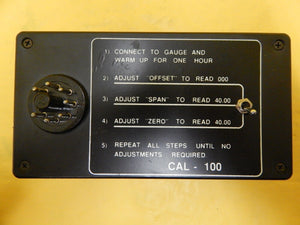 1) CONNECT TO GAUGE AND
WARM UP FOR ONE HOUR
2) ADJUST "OFFSET" TO READ 000
3) ADJUST "SPAN" TO READ 40.00
4) ADJUST "ZERO" TO READ 40.00
5) REPEAT ALL STEPS UNTIL NO
ADJUSTMENTS REQUIRED
CAL - 100